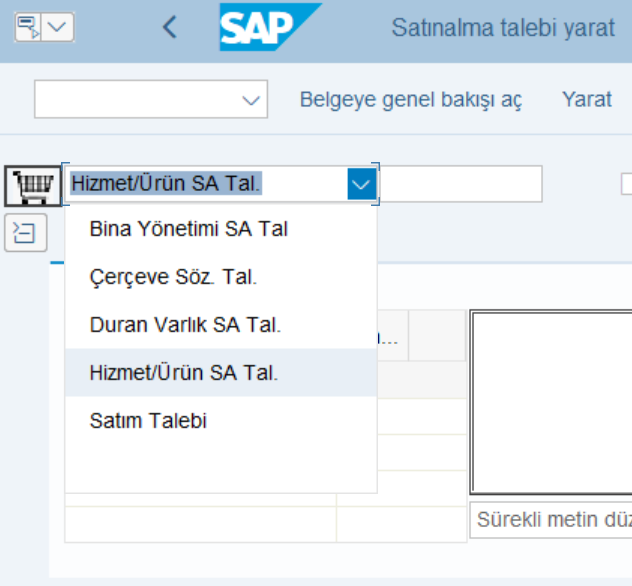 SAP Satınalma talebi yarat
Belgeye genel bakışı aç Yarat
Hizmet/Ürün SA Tal.
Bina Yönetimi SA Tal
Çerçeve Söz. Tal.
Duran Varlık SA Tal.
Hizmet/Ürün SA Tal.
Satım Talebi
Sürekli metin